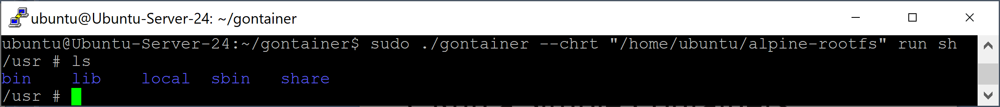 ubuntu@Ubuntu-Server-24: ~/gontainer
ubuntu@Ubuntu-Server-24:~/gontainer$ sudo ./gontainer --chrt "/home/ubuntu/alpine-rootfs" run sh
/usr # ls
bin    lib    local  sbin   share
/usr #